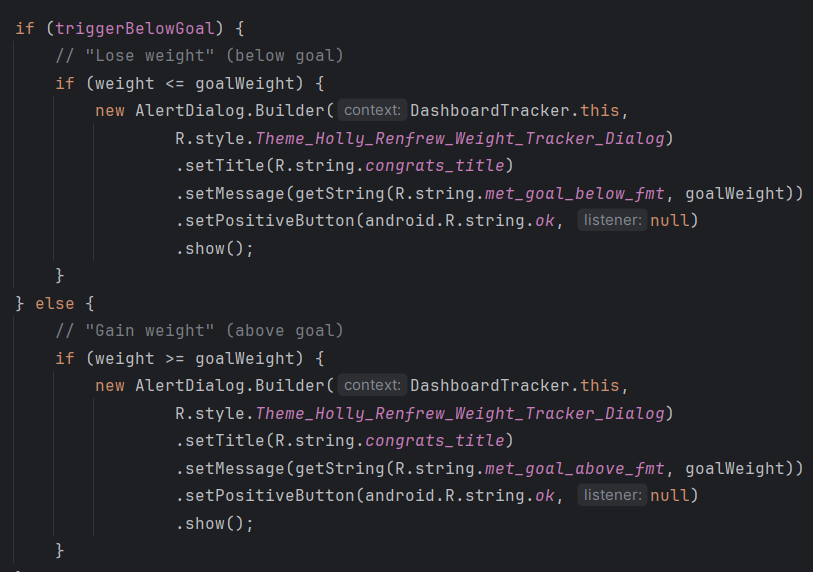 if (triggerBelowGoal) {
    // "Lose weight" (below goal)
    if (weight <= goalWeight) {
        new AlertDialog.Builder( context: DashboardTracker.this,
                R.style.Theme_Holly_Renfrew_Weight_Tracker_Dialog)
                .setTitle(R.string.congrats_title)
                .setMessage(getString(R.string.met_goal_below_fmt, goalWeight))
                .setPositiveButton(android.R.string.ok, listener: null)
                .show();
    }
} else {
    // "Gain weight" (above goal)
    if (weight >= goalWeight) {
        new AlertDialog.Builder( context: DashboardTracker.this,
                R.style.Theme_Holly_Renfrew_Weight_Tracker_Dialog)
                .setTitle(R.string.congrats_title)
                .setMessage(getString(R.string.met_goal_above_fmt, goalWeight))
                .setPositiveButton(android.R.string.ok, listener: null)
                .show();
    }